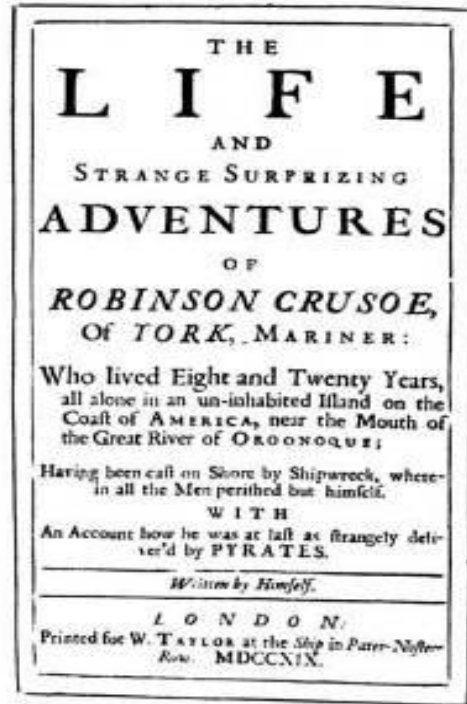 THE
LIFE
AND
STRANGE SURPRIZING
ADVENTURES
OF
ROBINSON CRUSOE,
Of YORK, MARINER:
Who lived Eight and Twenty Years,
all alone in an un-inhabited Iſland on the
Coaſt of AMERICA, near the Mouth of
the Great River of OROONOQUE;
Having been caſt on Shore by Shipwreck, where-
in all the Men periſhed but himſelf.
WITH
An Account how he was at laſt as ſtrangely deli-
ver'd by PYRATES.
Written by Himſelf.
LONDON:
Printed for W. TAYLOR at the Ship in Pater-Noſter-
Row. MDCCXIX.